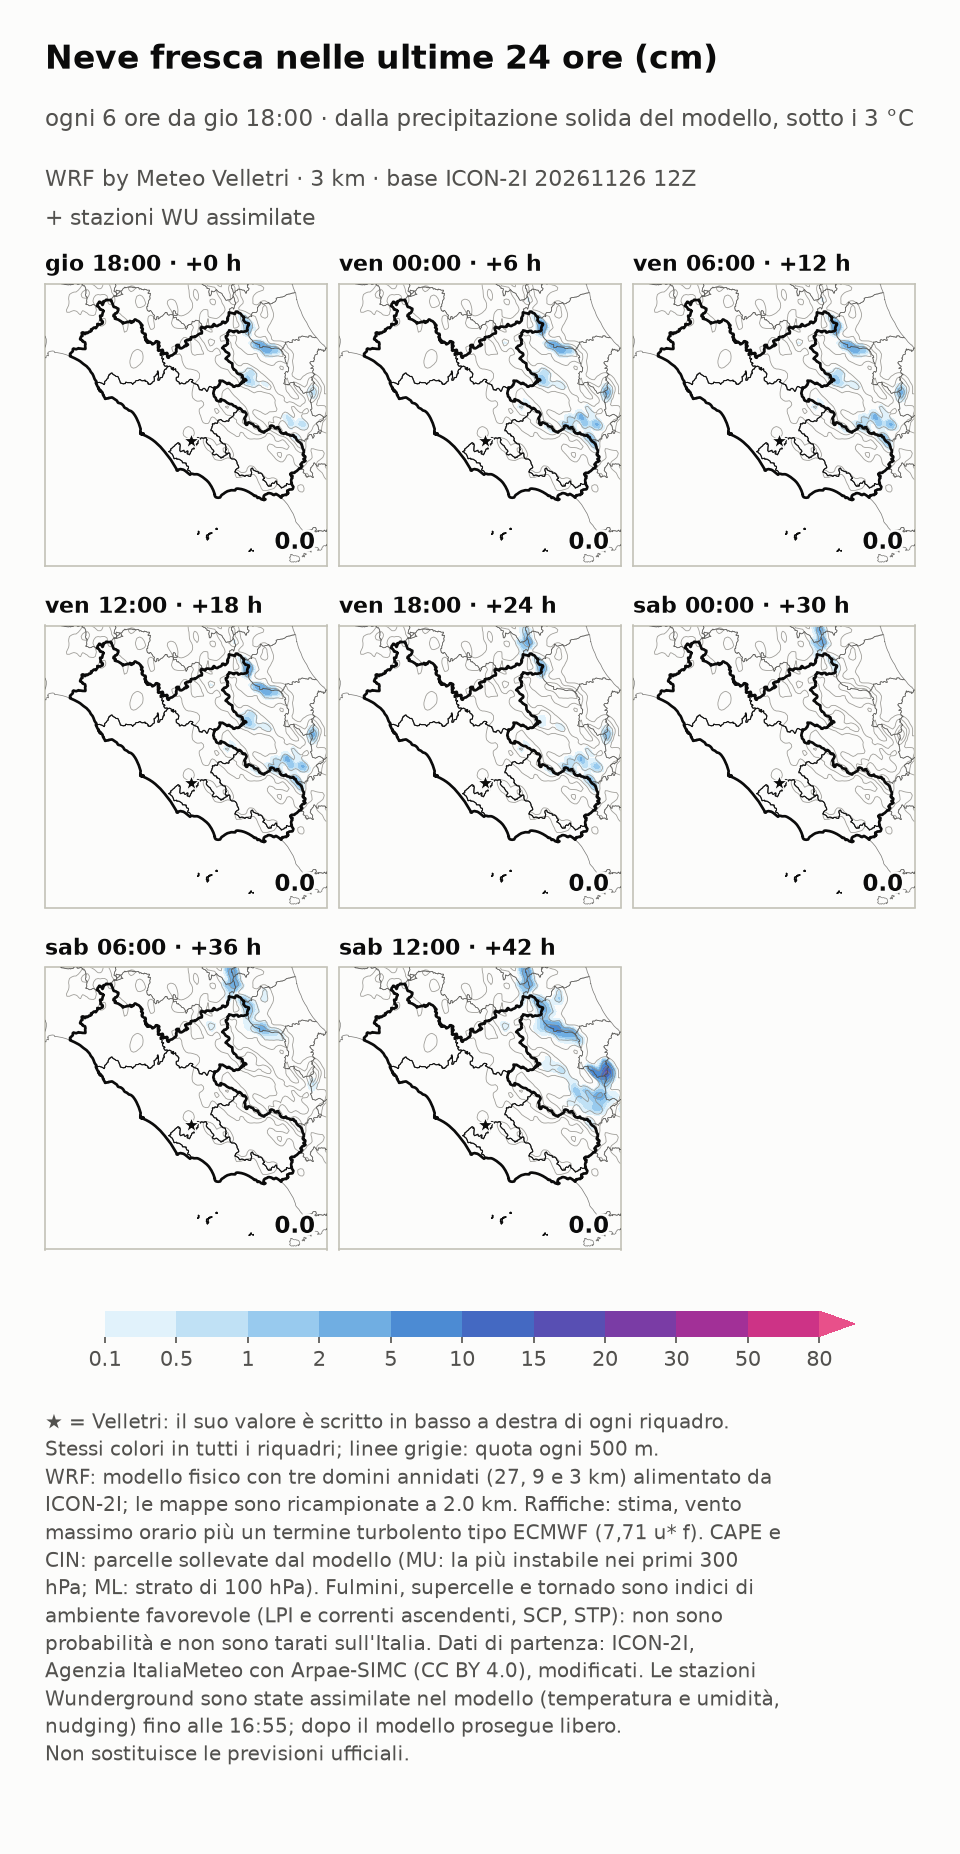 Neve fresca nelle ultime 24 ore (cm)
ogni 6 ore da gio 18:00 · dalla precipitazione solida del modello, sotto i 3 °C
WRF by Meteo Velletri · 3 km · base ICON-2I 20261126 12Z
+ stazioni WU assimilate
gio 18:00 · +0 h
ven 00:00 · +6 h
ven 06:00 · +12 h
0.0
0.0
0.0
ven 12:00 · +18 h
ven 18:00 · +24 h
sab 00:00 · +30 h
0.0
0.0
0.0
sab 06:00 · +36 h
sab 12:00 · +42 h
0.0
0.0
0.1 0.5 1 2 5 10 15 20 30 50 80
★ = Velletri: il suo valore è scritto in basso a destra di ogni riquadro.
Stessi colori in tutti i riquadri; linee grigie: quota ogni 500 m.
WRF: modello fisico con tre domini annidati (27, 9 e 3 km) alimentato da
ICON-2I; le mappe sono ricampionate a 2.0 km. Raffiche: stima, vento
massimo orario più un termine turbolento tipo ECMWF (7,71 u* f). CAPE e
CIN: parcelle sollevate dal modello (MU: la più instabile nei primi 300
hPa; ML: strato di 100 hPa). Fulmini, supercelle e tornado sono indici di
ambiente favorevole (LPI e correnti ascendenti, SCP, STP): non sono
probabilità e non sono tarati sull'Italia. Dati di partenza: ICON-2I,
Agenzia ItaliaMeteo con Arpae-SIMC (CC BY 4.0), modificati. Le stazioni
Wunderground sono state assimilate nel modello (temperatura e umidità,
nudging) fino alle 16:55; dopo il modello prosegue libero.
Non sostituisce le previsioni ufficiali.